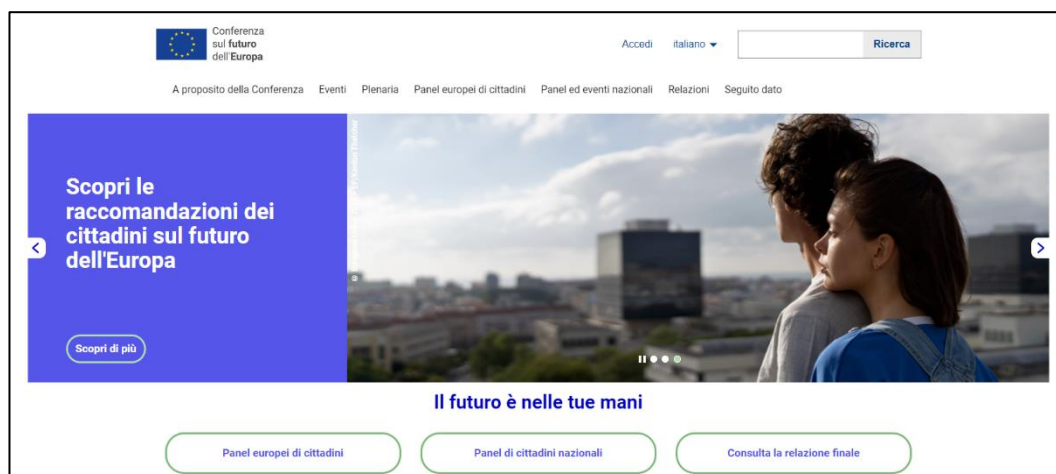 Conferenza
sul futuro
dell'Europa
Accedi italiano Ricerca
A proposito della Conferenza Eventi Plenaria Panel europei di cittadini Panel ed eventi nazionali Relazioni Seguito dato
Scopri le
raccomandazioni dei
cittadini sul futuro
dell'Europa
Scopri di più
Il futuro è nelle tue mani
Panel europei di cittadini Panel di cittadini nazionali Consulta la relazione finale